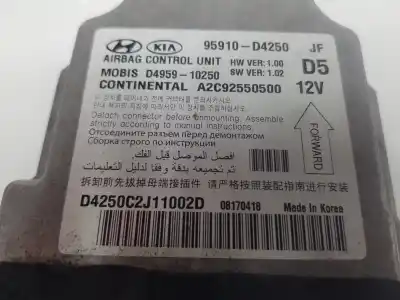 HYUNDAI KIA 95910-D4250 JF
AIRBAG CONTROL UNIT HW VER: 1.00 D5
MOBIS D4959-10250 SW VER: 1.02
CONTINENTAL A2C92550500 12V
Detach connector before dismounting. Assemble
strictly according to manual instructions.
Отсоедините разъем перед демонтажом
Сборка строго по инструкции
افصل الموصل قبل الفك،
ثم تجميعه بدقة وفقا لدليل التعليمات
拆卸前先拔掉母端接插件 请严格按照装配指南进行安装
FORWARD
D4250C2J11002D 08170418 Made in Korea